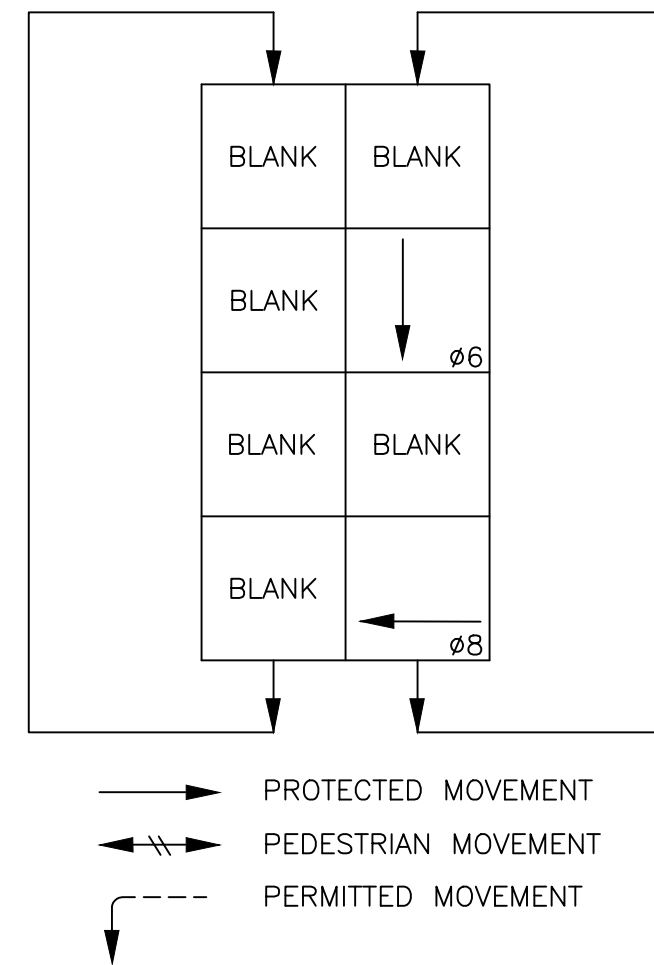 BLANK BLANK
BLANK
ø6
BLANK BLANK
BLANK
ø8
PROTECTED MOVEMENT
PEDESTRIAN MOVEMENT
PERMITTED MOVEMENT